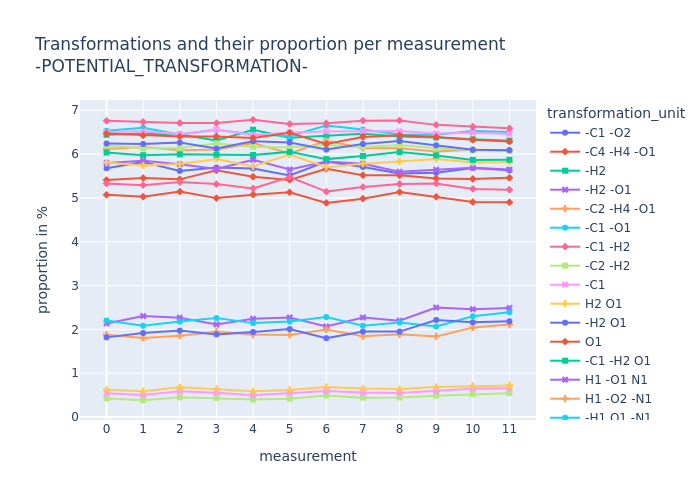 Transformations and their proportion per measurement
-POTENTIAL_TRANSFORMATION-
transformation_unit
-C1 -O2
-C4 -H4 -O1
-H2
-H2 -O1
-C2 -H4 -O1
-C1 -O1
-C1 -H2
-C2 -H2
-C1
H2 O1
-H2 O1
O1
-C1 -H2 O1
H1 -O1 N1
H1 -O2 -N1
-H1 O1 -N1
proportion in %
7
6
5
4
3
2
1
0
0 1 2 3 4 5 6 7 8 9 10 11
measurement